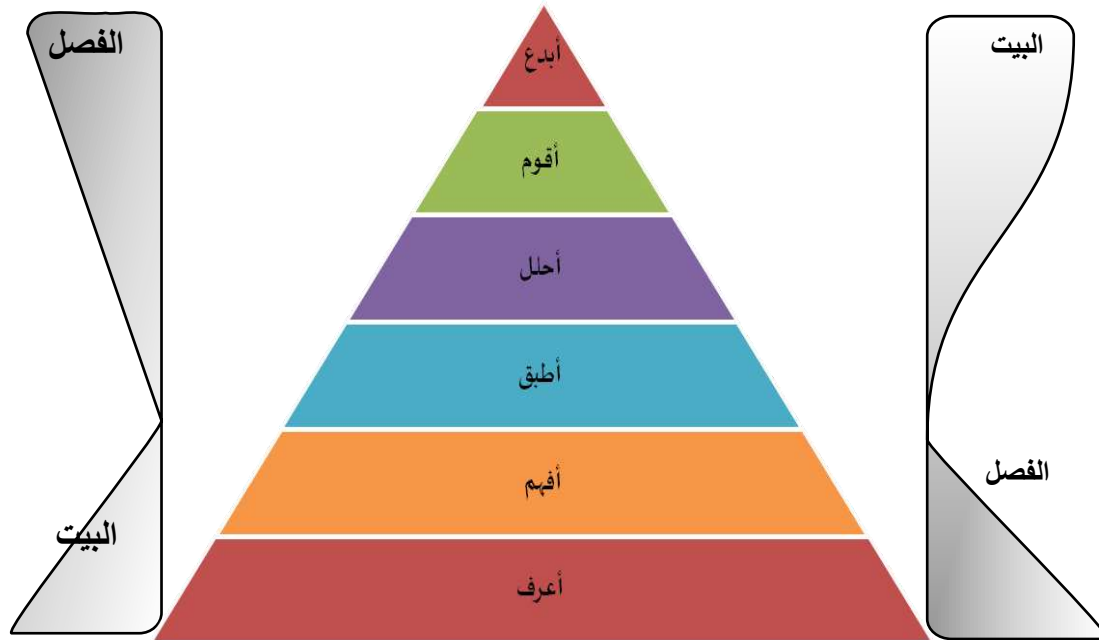 البيت
الفصل
أبدع
أقوم
أحلل
أطبق
أفهم
أعرف
الفصل
البيت